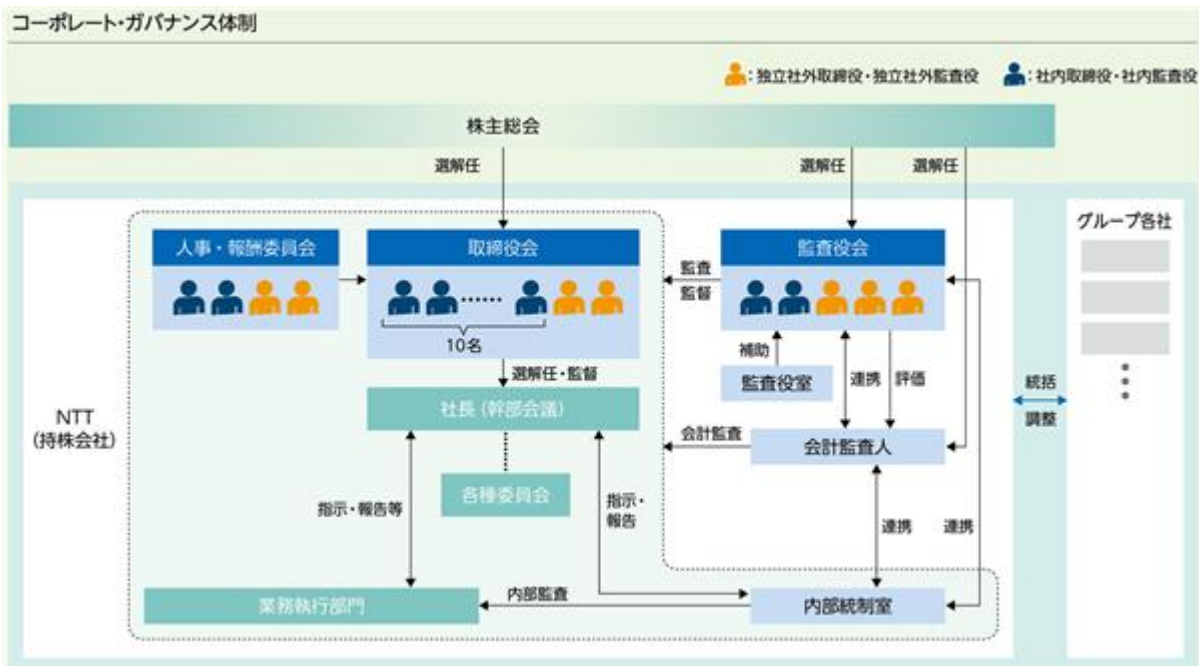 コーポレート・ガバナンス体制
:独立社外取締役・独立社外監査役
:社内取締役・社内監査役
株主総会
選解任
選解任
選解任
グループ各社
人事・報酬委員会
取締役会
監査役会
監査
監督
……
10名
補助
選解任・監督
監査役室
連携
評価
統括
調整
NTT
(持株会社)
社長(幹部会議)
会計監査
会計監査人
各種委員会
指示・報告等
指示・
報告
連携
連携
内部監査
業務執行部門
内部統制室